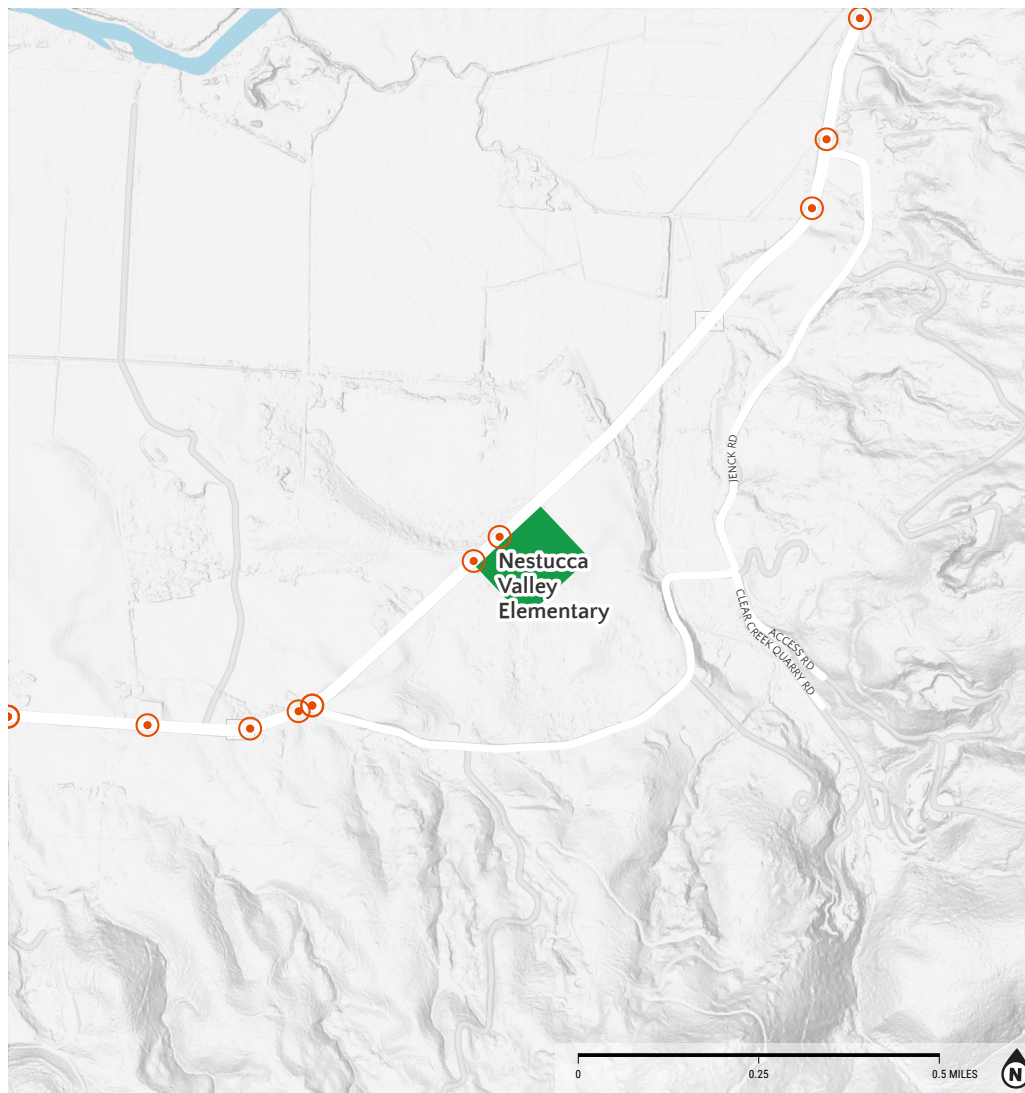 JENCK RD
Nestucca
Valley
Elementary
ACCESS RD
CLEAR CREEK QUARRY RD
0
0.25
0.5 MILES
N